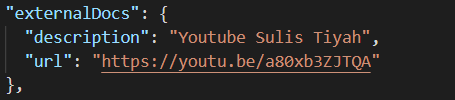 "externalDocs": {
"description": "Youtube Sulis Tiyah",
"url": "https://youtu.be/a80xb3ZJTQA"
},